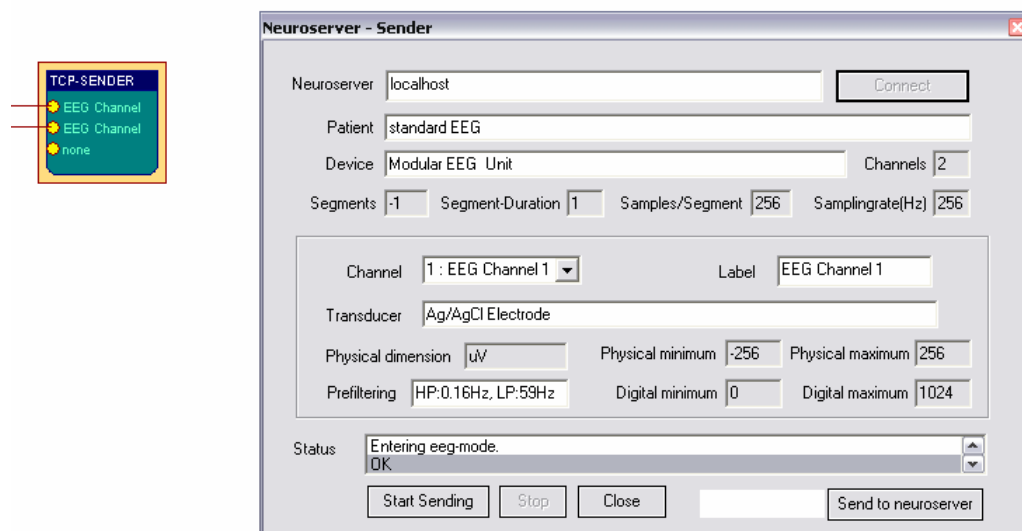 Neuroserver - Sender
TCP-SENDER
EEG Channel
EEG Channel
none
Neuroserver localhost Connect
Patient standard EEG
Device Modular EEG Unit Channels 2
Segments -1 Segment-Duration 1 Samples/Segment 256 Samplingrate(Hz) 256
Channel 1 : EEG Channel 1 Label EEG Channel 1
Transducer Ag/AgCl Electrode
Physical dimension uV Physical minimum -256 Physical maximum 256
Prefiltering HP:0.16Hz, LP:59Hz Digital minimum 0 Digital maximum 1024
Status Entering eeg-mode.
OK
Start Sending Stop Close Send to neuroserver